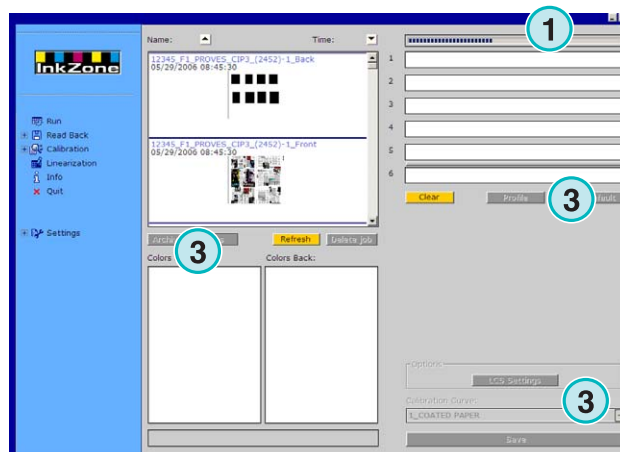 InkZone
Run
Read Back
Calibration
Linearization
Info
Quit
Settings
Name:
Time:
12345_F1_PROVES_CIP3_(2452)-1_Back
05/29/2006 08:45:30
12345_F1_PROVES_CIP3_(2452)-1_Front
05/29/2006 08:45:30
3
Refresh
Delete job
Colors
Colors Back:
1
1
2
3
4
5
6
Clear
Profile
3
Options
LCS Settings
Calibration Curve:
3
1_COATED PAPER
Save